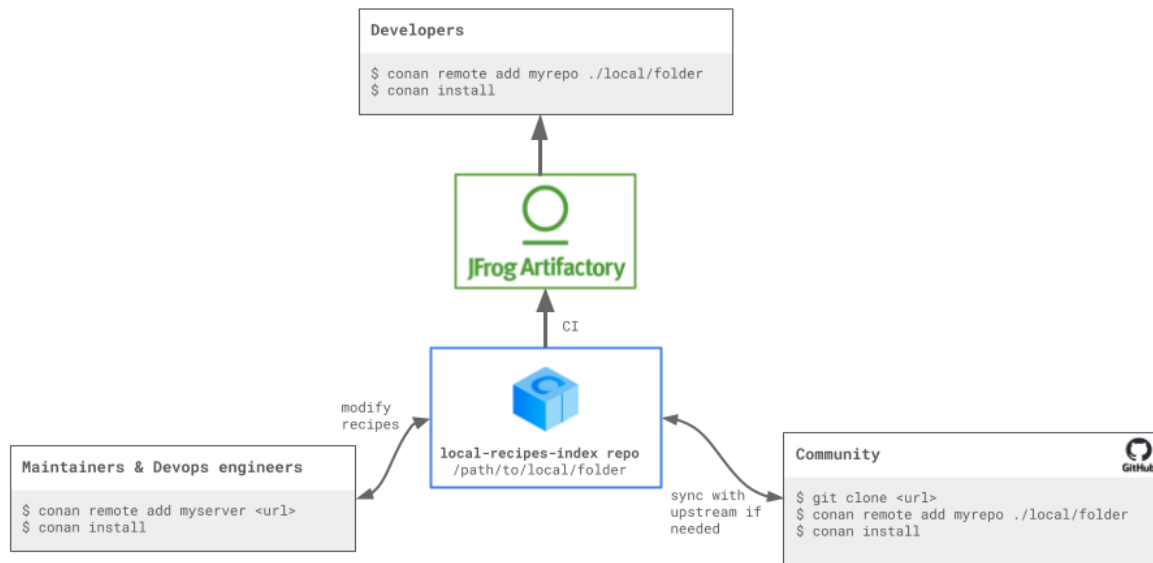 Developers
$ conan remote add myrepo ./local/folder
$ conan install
JFrog Artifactory
CI
modify
recipes
local-recipes-index repo
/path/to/local/folder
Maintainers & Devops engineers
$ conan remote add myserver <url>
$ conan install
sync with
upstream if
needed
Community
GitHub
$ git clone <url>
$ conan remote add myrepo ./local/folder
$ conan install